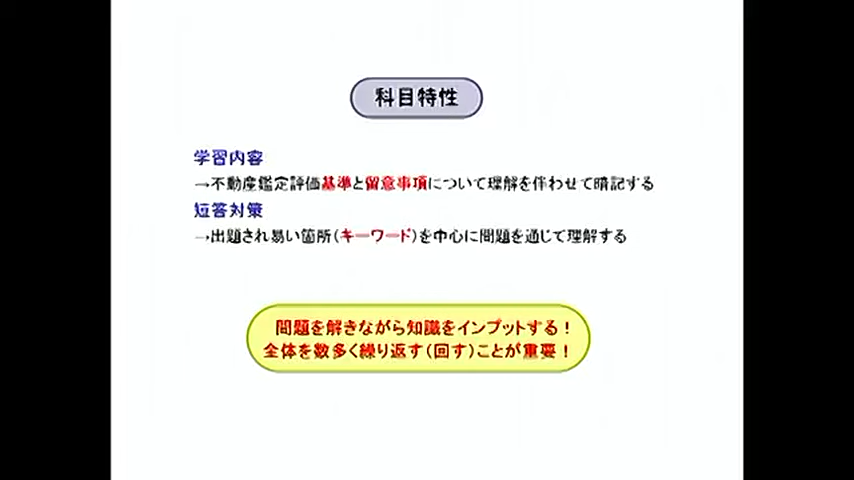 科目特性
学習内容
→不動産鑑定評価基準と留意事項について理解を伴わせて暗記する
短答対策
→出題され易い箇所(キーワード)を中心に問題を通じて理解する
問題を解きながら知識をインプットする！
全体を数多く繰り返す(回す)ことが重要！